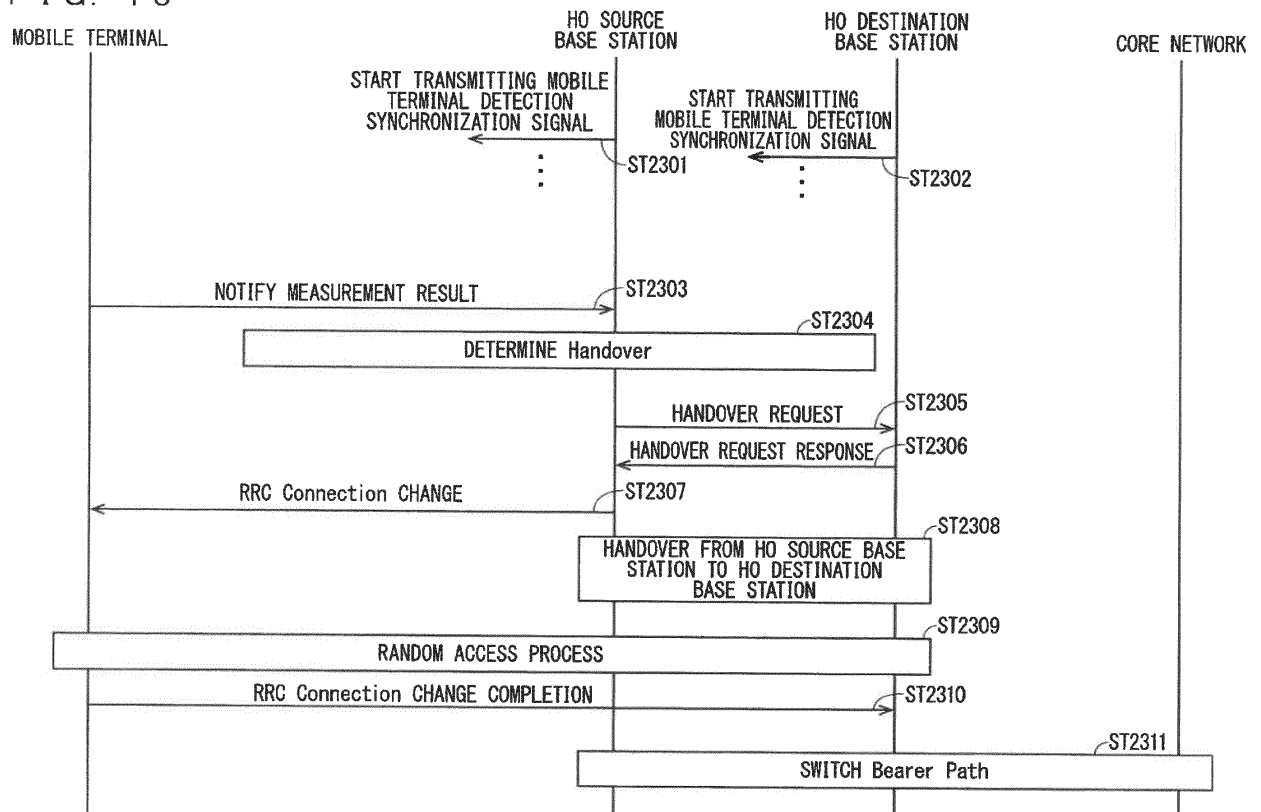 MOBILE TERMINAL
HO SOURCE
BASE STATION
HO DESTINATION
BASE STATION
CORE NETWORK
START TRANSMITTING MOBILE
TERMINAL DETECTION
SYNCHRONIZATION SIGNAL
ST2301
START TRANSMITTING
MOBILE TERMINAL DETECTION
SYNCHRONIZATION SIGNAL
ST2302
NOTIFY MEASUREMENT RESULT
ST2303
ST2304
DETERMINE Handover
HANDOVER REQUEST
ST2305
HANDOVER REQUEST RESPONSE
ST2306
RRC Connection CHANGE
ST2307
ST2308
HANDOVER FROM HO SOURCE BASE
STATION TO HO DESTINATION
BASE STATION
ST2309
RANDOM ACCESS PROCESS
RRC Connection CHANGE COMPLETION
ST2310
ST2311
SWITCH Bearer Path